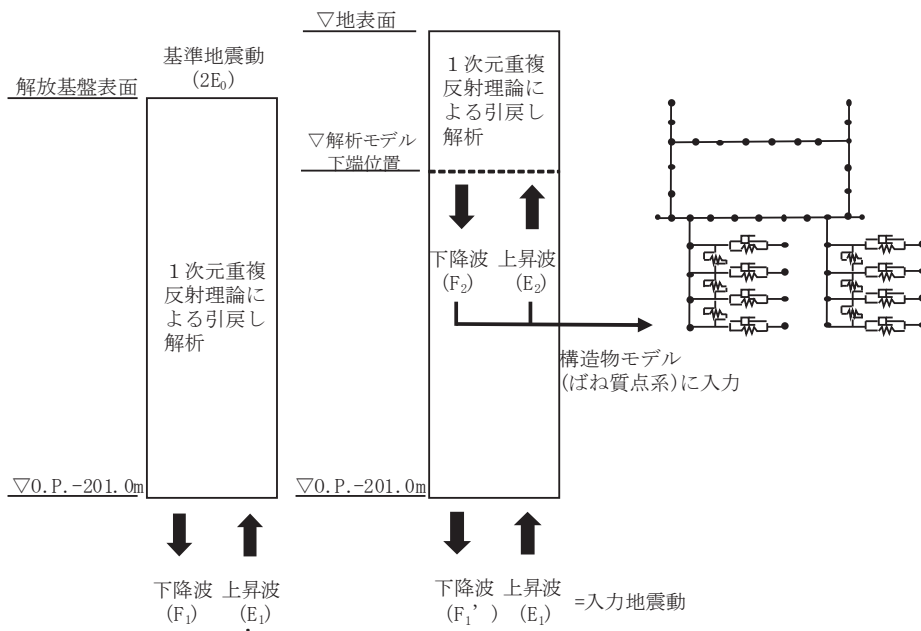 ▽地表面
基準地震動
(2E₀)
解放基盤表面
1次元重複
反射理論に
よる引戻し
解析
▽解析モデル
下端位置
1次元重複
反射理論に
よる引戻し
解析
下降波 上昇波
(F₂) (E₂)
構造物モデル
(ばね質点系)に入力
▽O.P.-201.0m
▽O.P.-201.0m
下降波 上昇波
(F₁) (E₁)
下降波 上昇波
(F₁’) (E₁)
=入力地震動